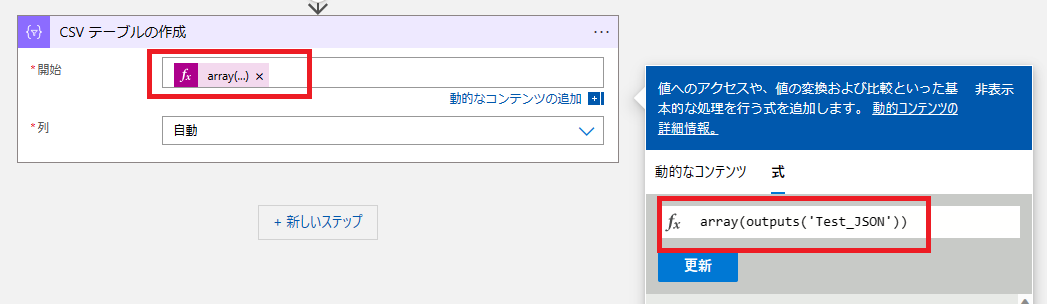 CSV テーブルの作成
*開始
fx array(...) ×
動的なコンテンツの追加
*列
自動
+ 新しいステップ
値へのアクセスや、値の変換および比較といった基
本的な処理を行う式を追加します。動的コンテンツの
詳細情報。
非表示
動的なコンテンツ 式
fx array(outputs('Test_JSON'))
更新